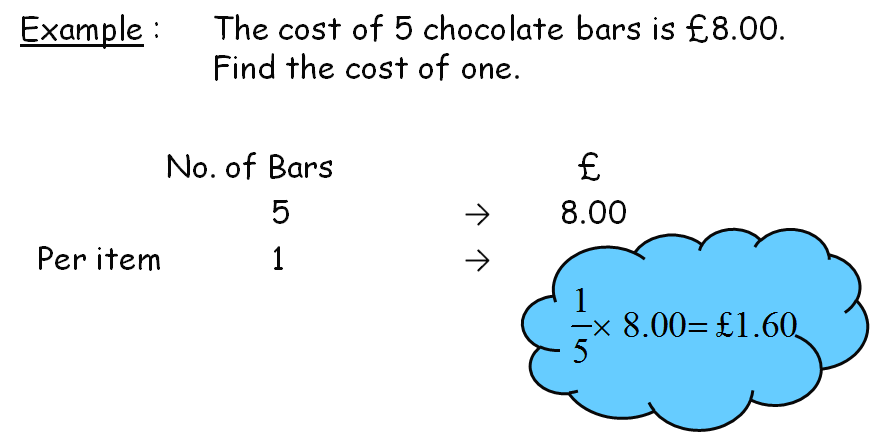 Example : The cost of 5 chocolate bars is £8.00.
Find the cost of one.
No. of Bars £
5 → 8.00
Per item 1 →
1/5 × 8.00= £1.60